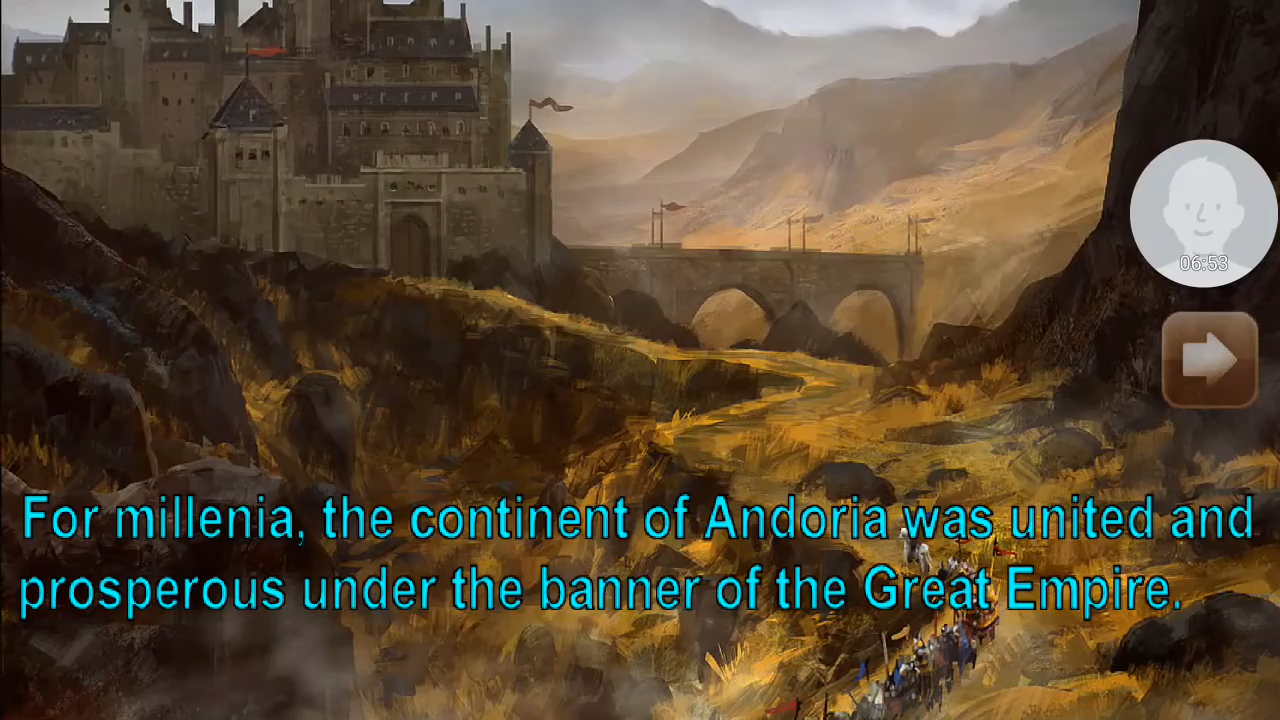 06:53
For millenia, the continent of Andoria was united and
prosperous under the banner of the Great Empire.